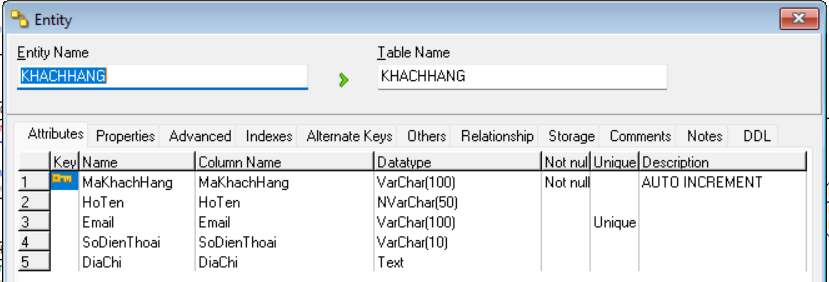 Entity
Entity Name
Table Name
KHACHHANG
KHACHHANG
Attributes Properties Advanced Indexes Alternate Keys Others Relationship Storage Comments Notes DDL
Key Name Column Name Datatype Not nul Unique Description
1 MaKhachHang MaKhachHang VarChar(100) Not null AUTO INCREMENT
2 HoTen HoTen NVarChar(50)
3 Email Email VarChar(100) Unique
4 SoDienThoai SoDienThoai VarChar(10)
5 DiaChi DiaChi Text